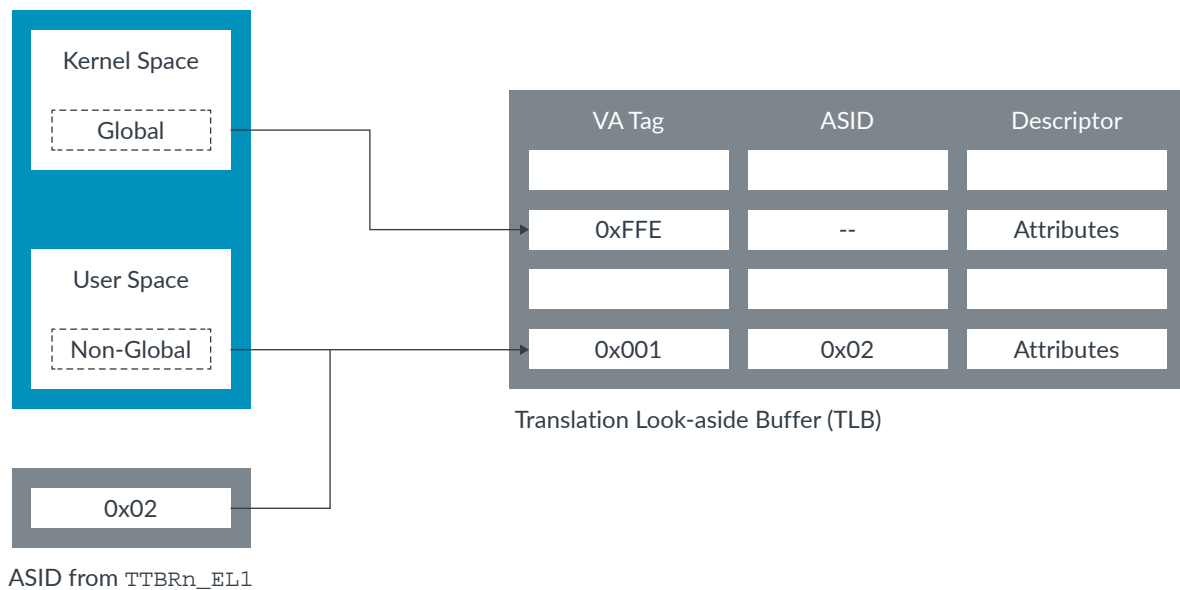 Kernel Space
Global
User Space
Non-Global
0x02
ASID from TTBRn_EL1
VA Tag ASID Descriptor
0xFFE -- Attributes
0x001 0x02 Attributes
Translation Look-aside Buffer (TLB)